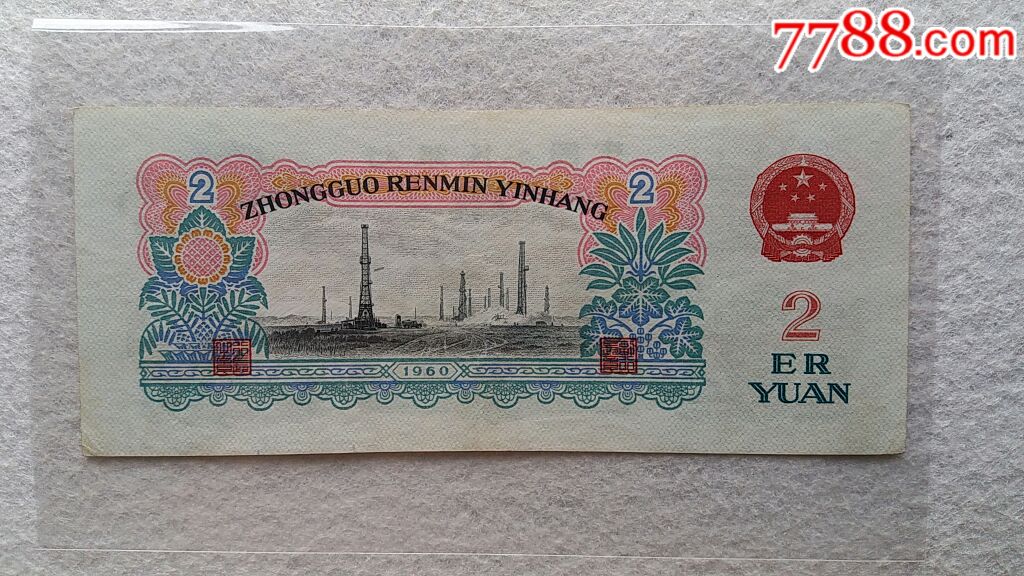 7788.com
2
2
ZHONGGUO RENMIN YINHANG
1960
2
ER
YUAN